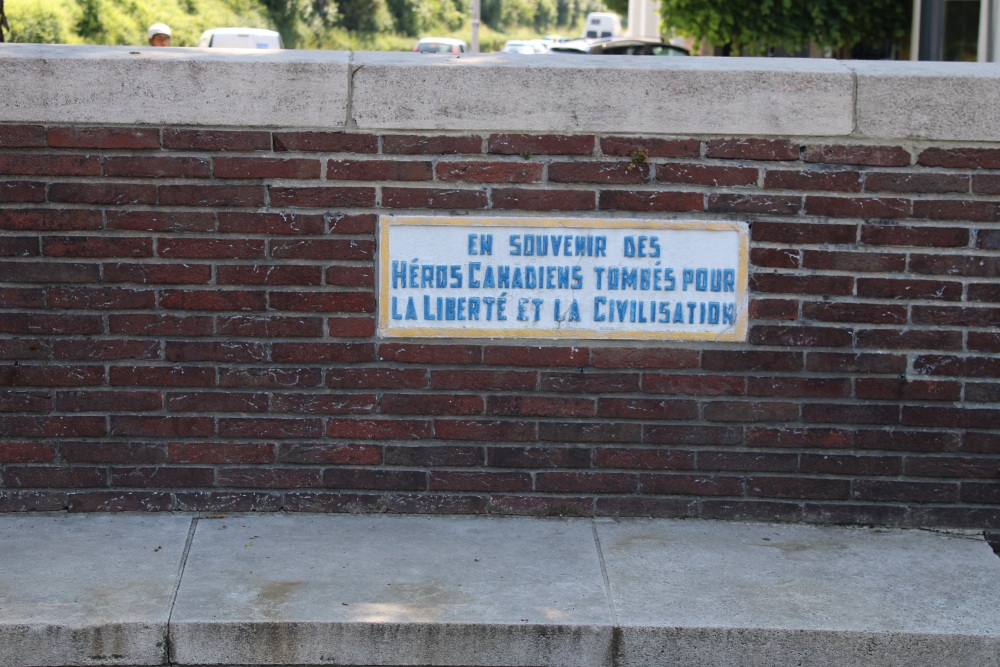 EN SOUVENIR DES
HÉROS CANADIENS TOMBÉS POUR
LA LIBERTÉ ET LA CIVILISATION